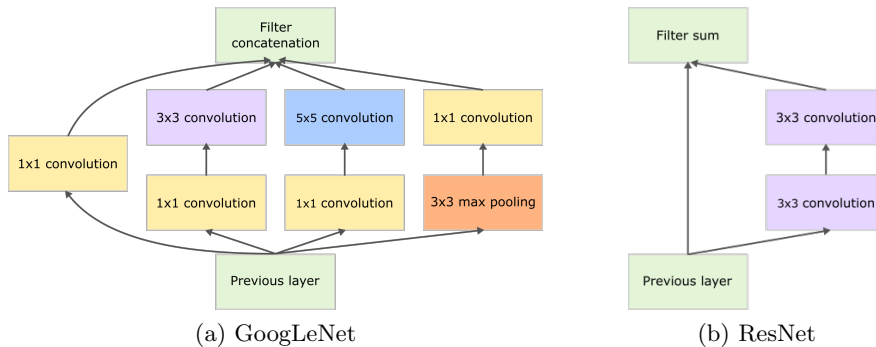 Filter
concatenation
3x3 convolution
5x5 convolution
1x1 convolution
1x1 convolution
1x1 convolution
1x1 convolution
3x3 max pooling
Previous layer
(a) GoogLeNet
Filter sum
3x3 convolution
3x3 convolution
Previous layer
(b) ResNet